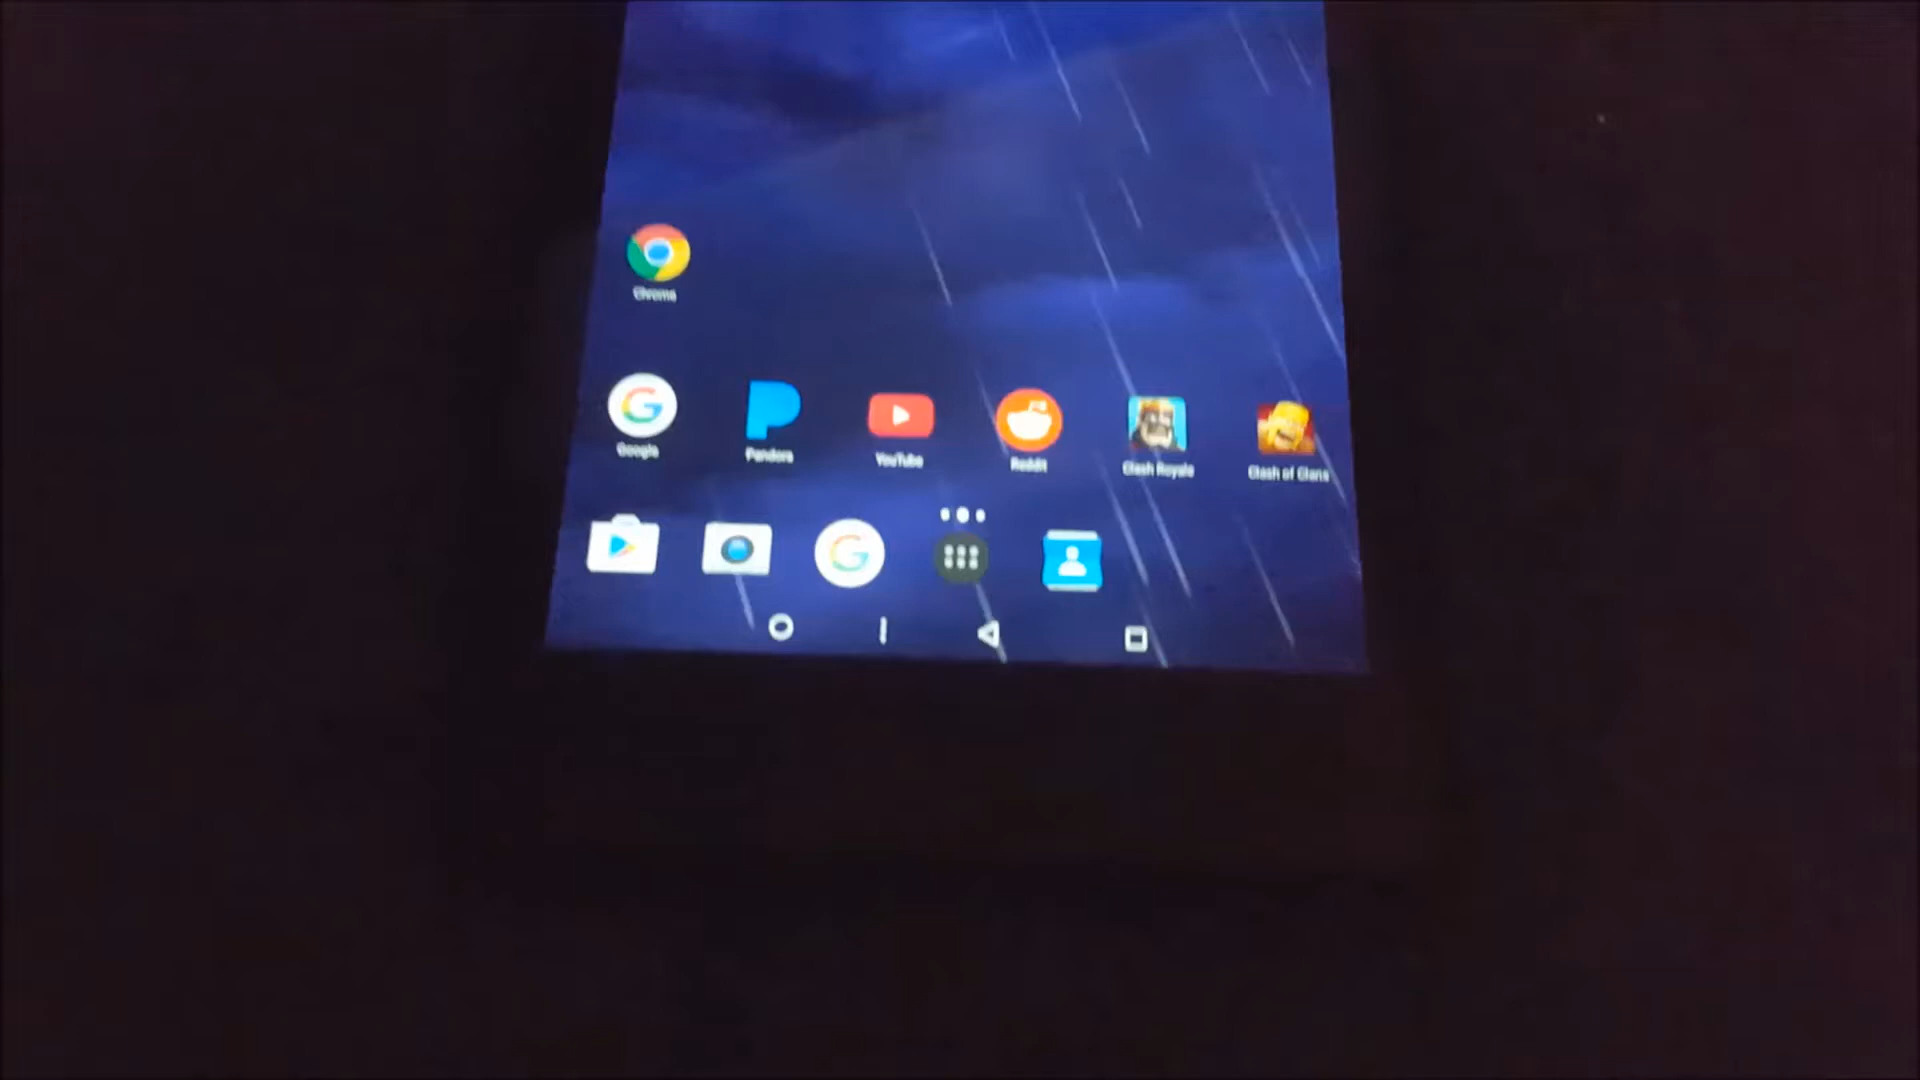 Chrome
Google
Pandora
YouTube
Reddit
Clash Royale
Clash of Clans